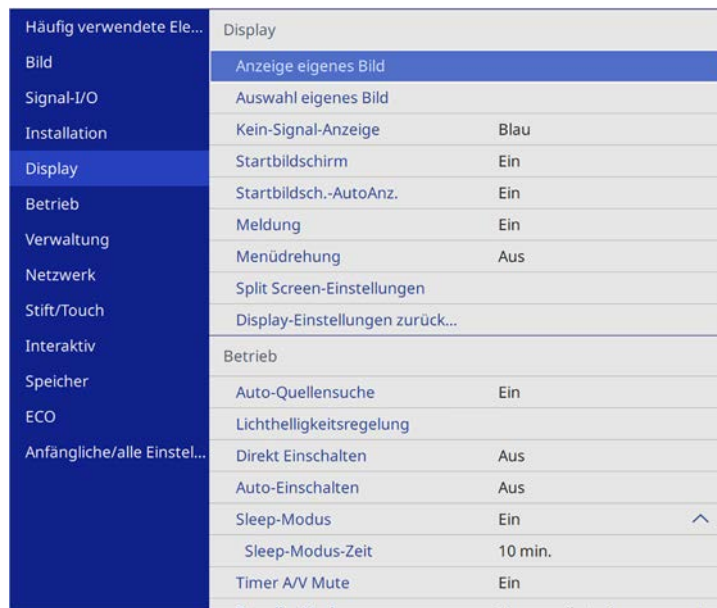 Häufig verwendete Ele...
Bild
Signal-I/O
Installation
Display
Betrieb
Verwaltung
Netzwerk
Stift/Touch
Interaktiv
Speicher
ECO
Anfängliche/alle Einstel...
Display
Anzeige eigenes Bild
Auswahl eigenes Bild
Kein-Signal-Anzeige Blau
Startbildschirm Ein
Startbildsch.-AutoAnz. Ein
Meldung Ein
Menüdrehung Aus
Split Screen-Einstellungen
Display-Einstellungen zurück...
Betrieb
Auto-Quellensuche Ein
Lichthelligkeitsregelung
Direkt Einschalten Aus
Auto-Einschalten Aus
Sleep-Modus Ein
Sleep-Modus-Zeit 10 min.
Timer A/V Mute Ein